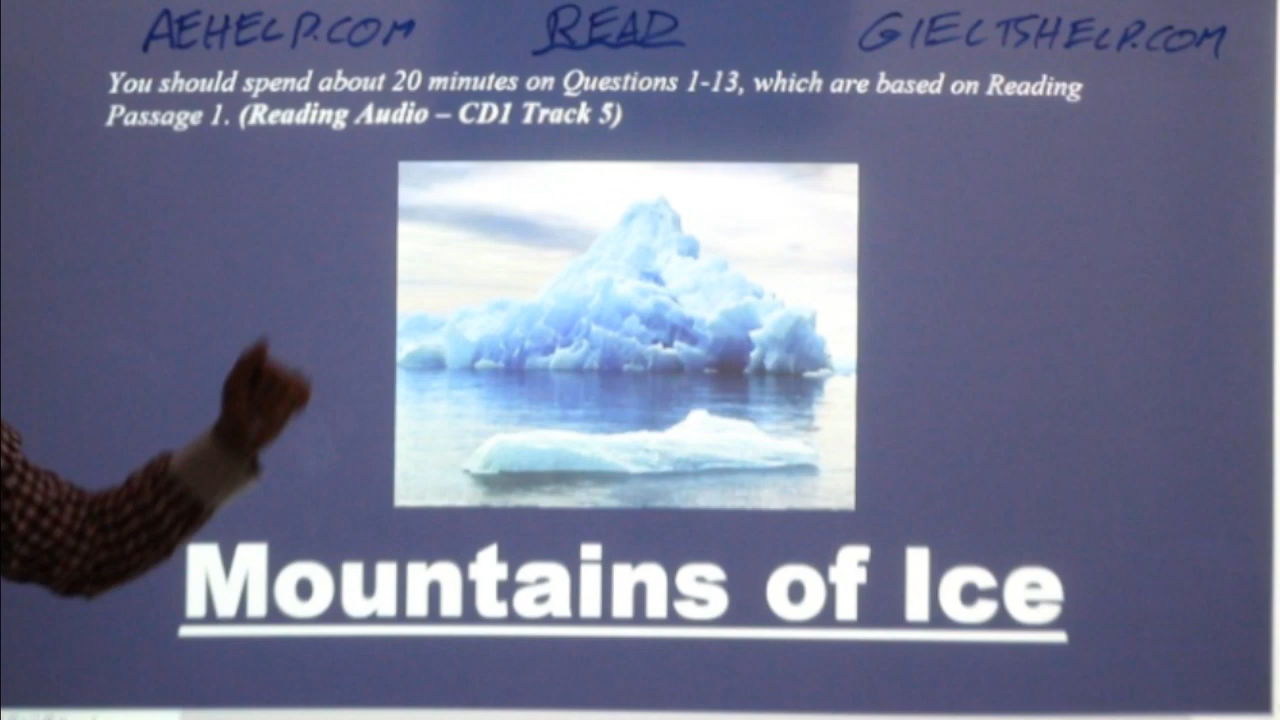 AEHELP.COM READ GIELTSHELP.COM
You should spend about 20 minutes on Questions 1-13, which are based on Reading
Passage 1. (Reading Audio – CD1 Track 5)
Mountains of Ice